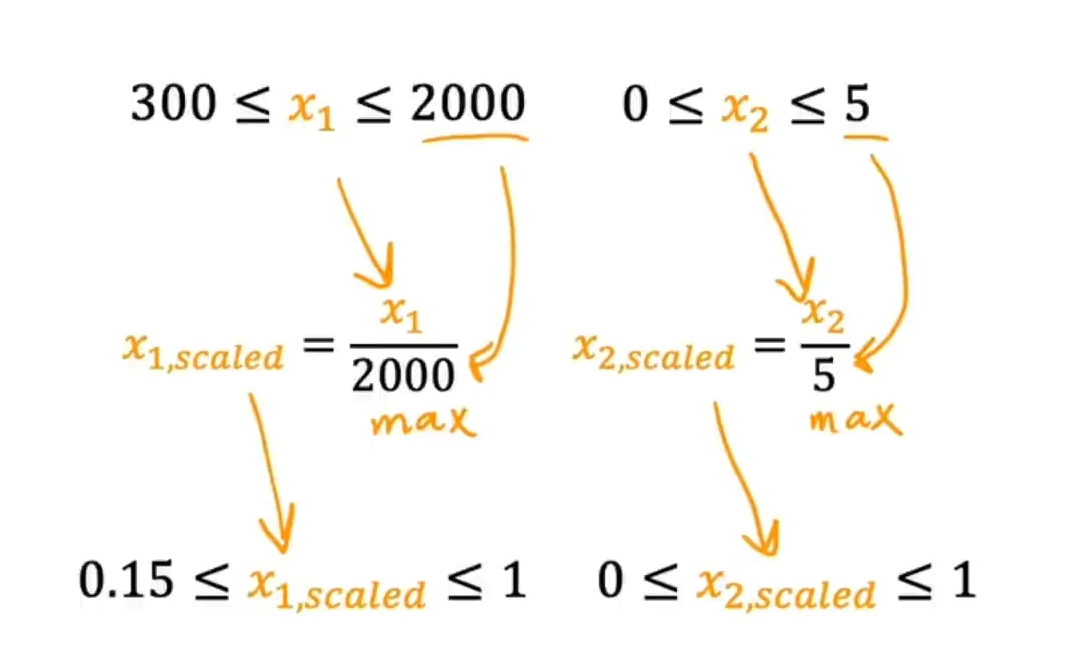 300 ≤ x₁ ≤ 2000 0 ≤ x₂ ≤ 5
x₁,scaled = x₁/2000 x₂,scaled = x₂/5
max max
0.15 ≤ x₁,scaled ≤ 1 0 ≤ x₂,scaled ≤ 1